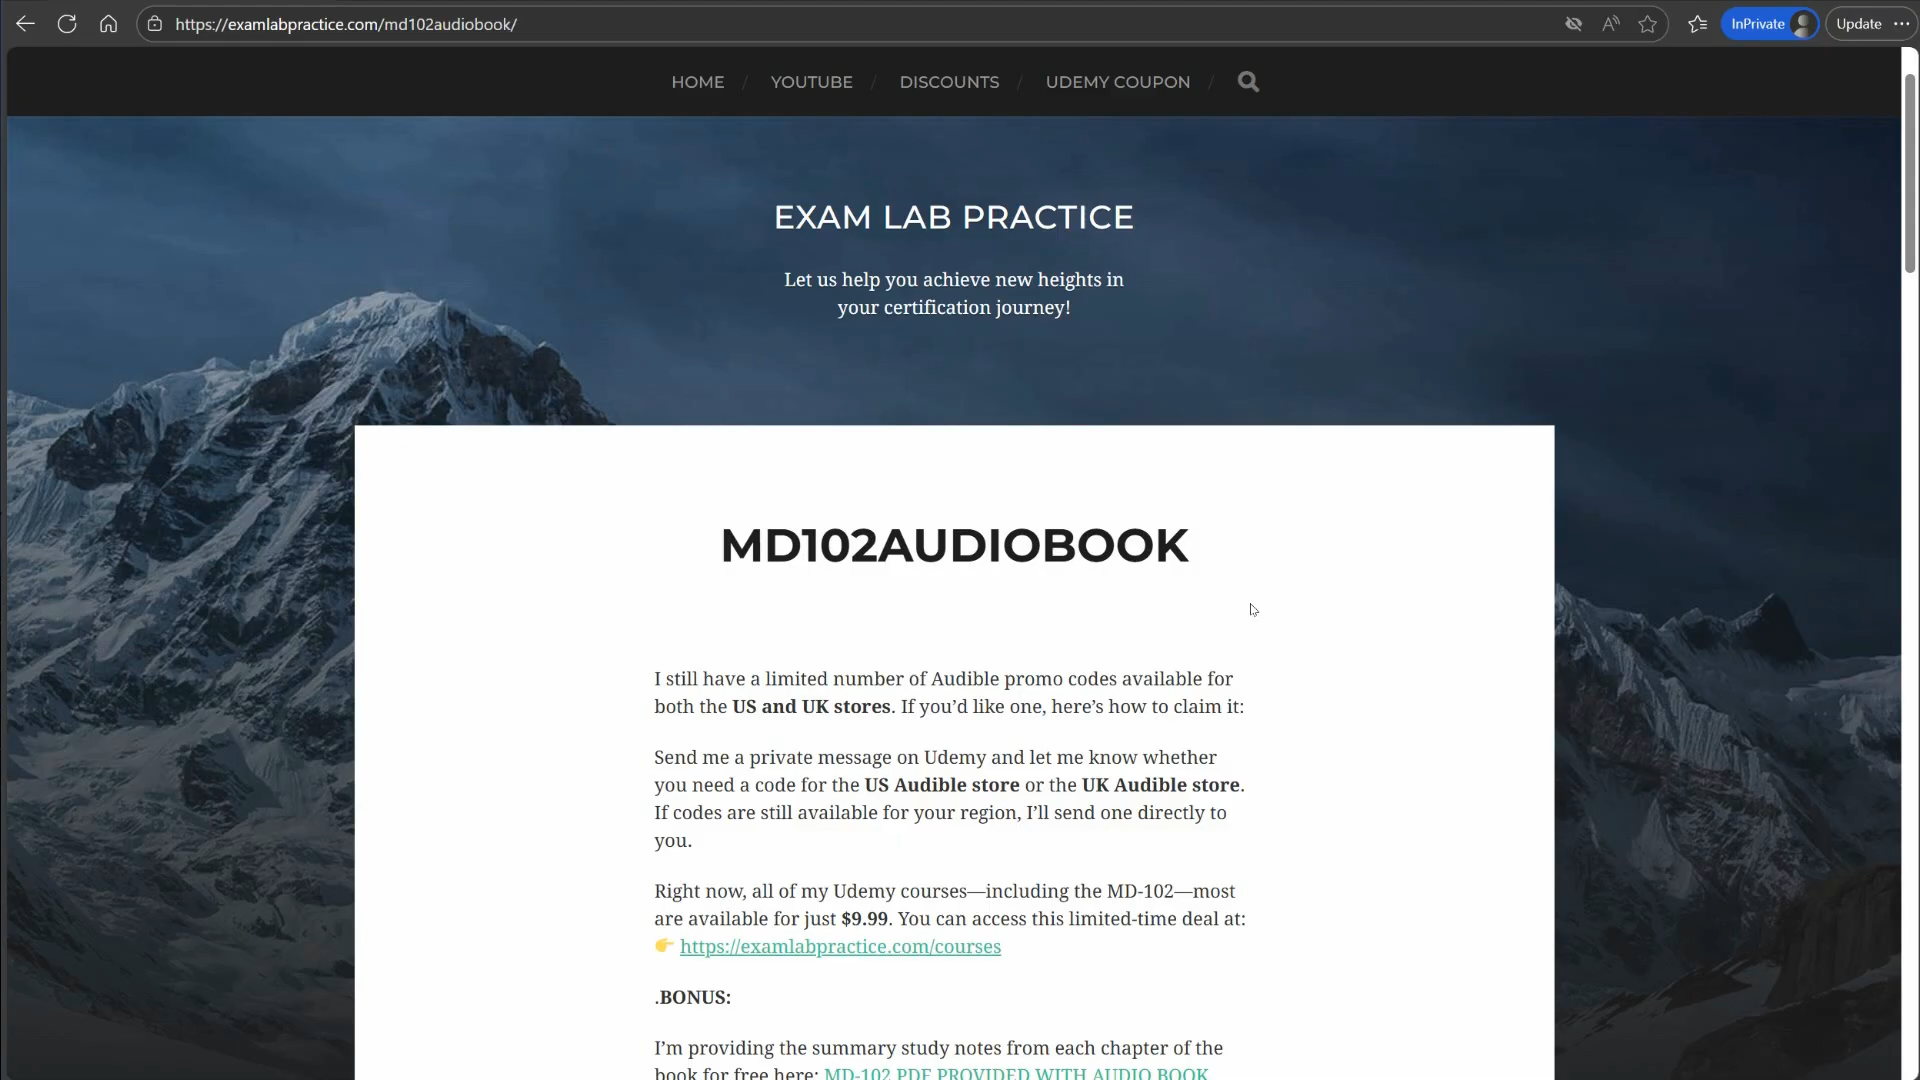 https://examlabpractice.com/md102audiobook/
InPrivate
Update
HOME / YOUTUBE / DISCOUNTS / UDEMY COUPON /
EXAM LAB PRACTICE
Let us help you achieve new heights in
your certification journey!
MD102AUDIOBOOK
I still have a limited number of Audible promo codes available for
both the US and UK stores. If you’d like one, here’s how to claim it:
Send me a private message on Udemy and let me know whether
you need a code for the US Audible store or the UK Audible store.
If codes are still available for your region, I’ll send one directly to
you.
Right now, all of my Udemy courses—including the MD-102—most
are available for just $9.99. You can access this limited-time deal at:
👉 https://examlabpractice.com/courses
.BONUS:
I’m providing the summary study notes from each chapter of the
book for free here: MD-102 PDF PROVIDED WITH AUDIO BOOK